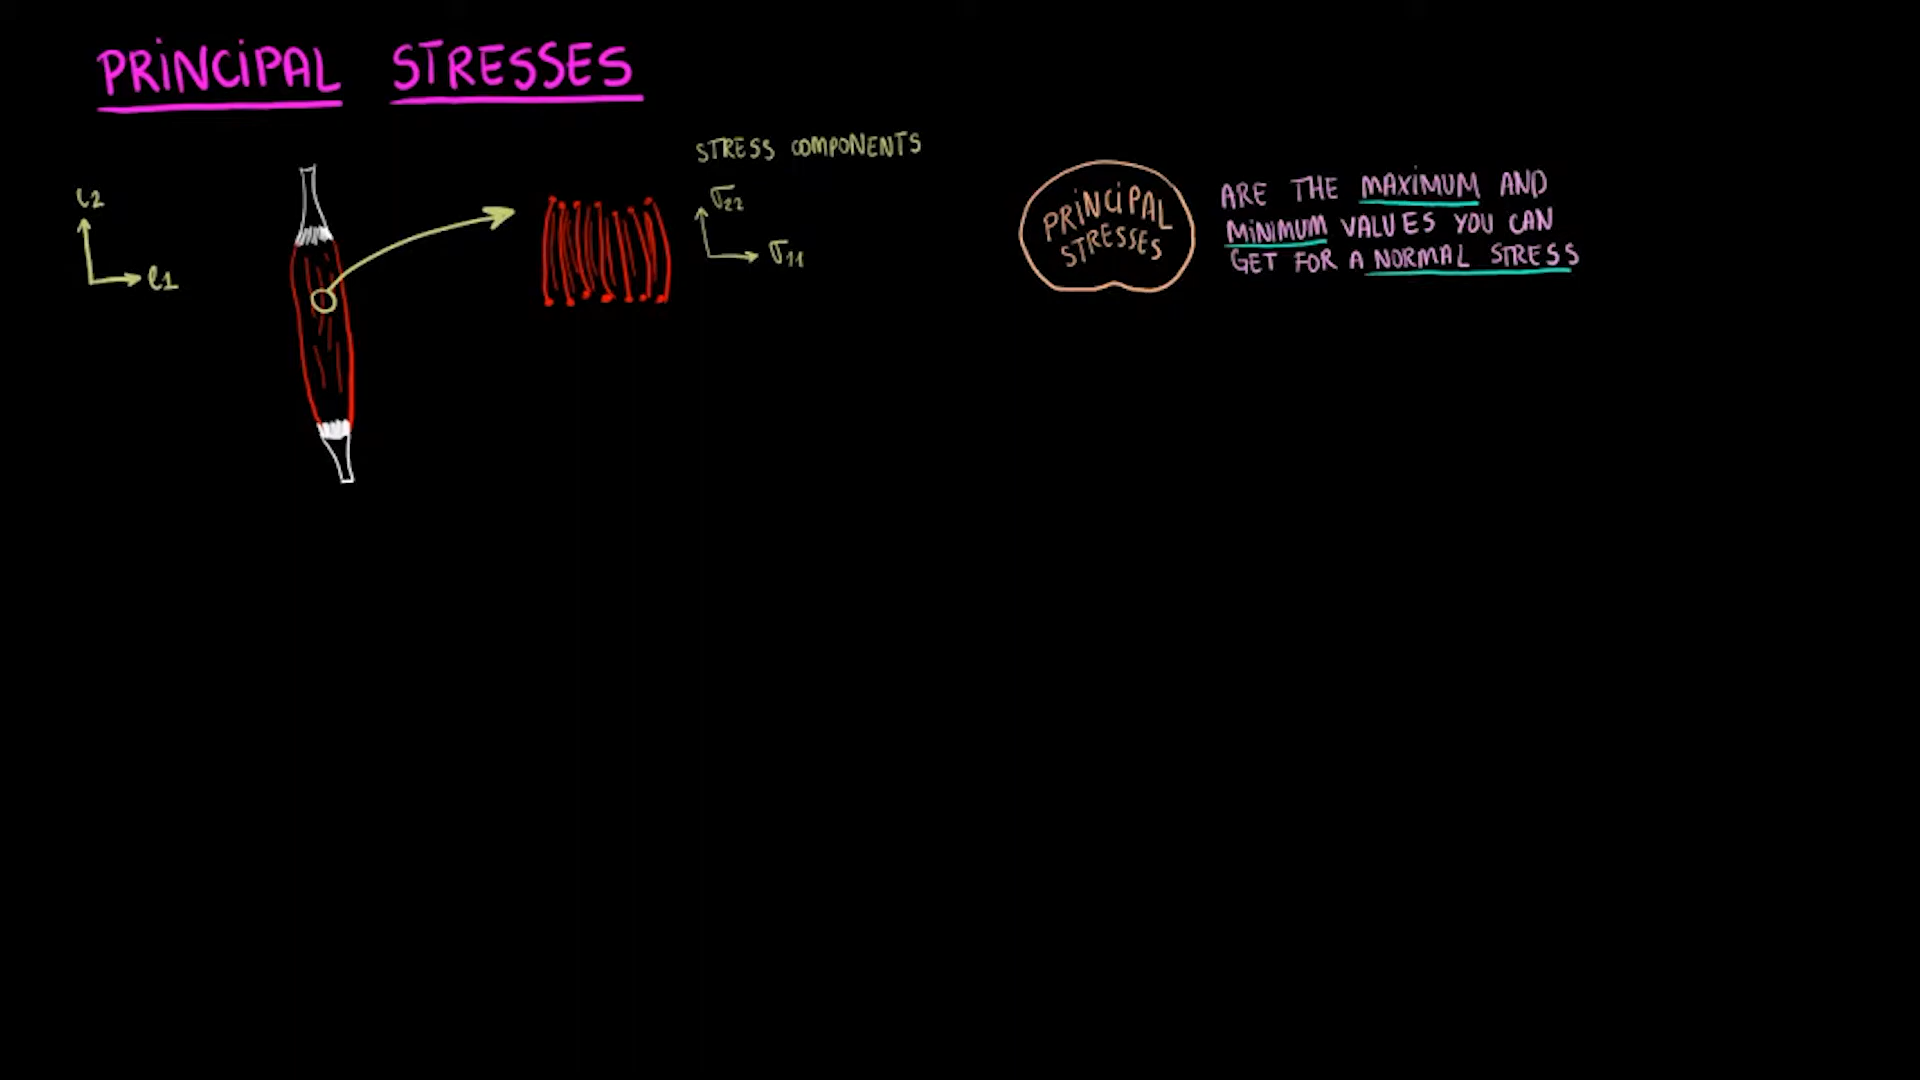 PRINCIPAL STRESSES
STRESS COMPONENTS
e2
e1
σ22
σ11
PRINCIPAL
STRESSES
ARE THE MAXIMUM AND
MINIMUM VALUES YOU CAN
GET FOR A NORMAL STRESS